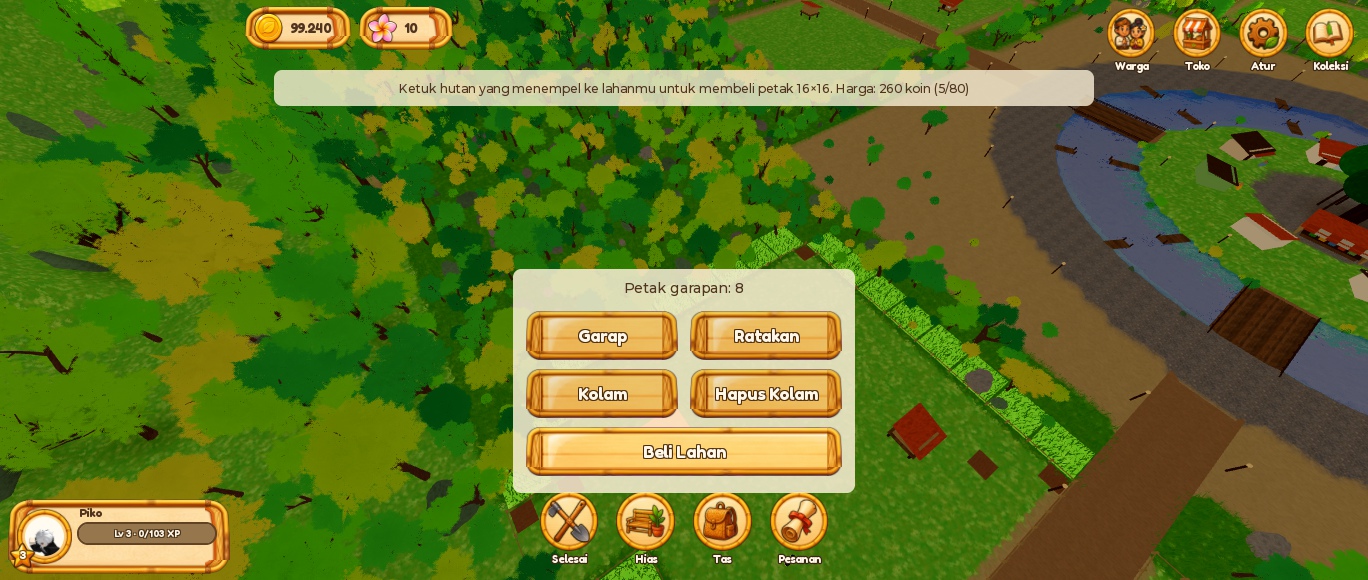 99.240
10
Warga
Toko
Atur
Koleksi
Ketuk hutan yang menempel ke lahanmu untuk membeli petak 16×16. Harga: 260 koin (5/80)
Petak garapan: 8
Garap
Ratakan
Kolam
Hapus Kolam
Beli Lahan
Piko
Lv 3 · 0/103 XP
3
Selesai
Hias
Tas
Pesanan